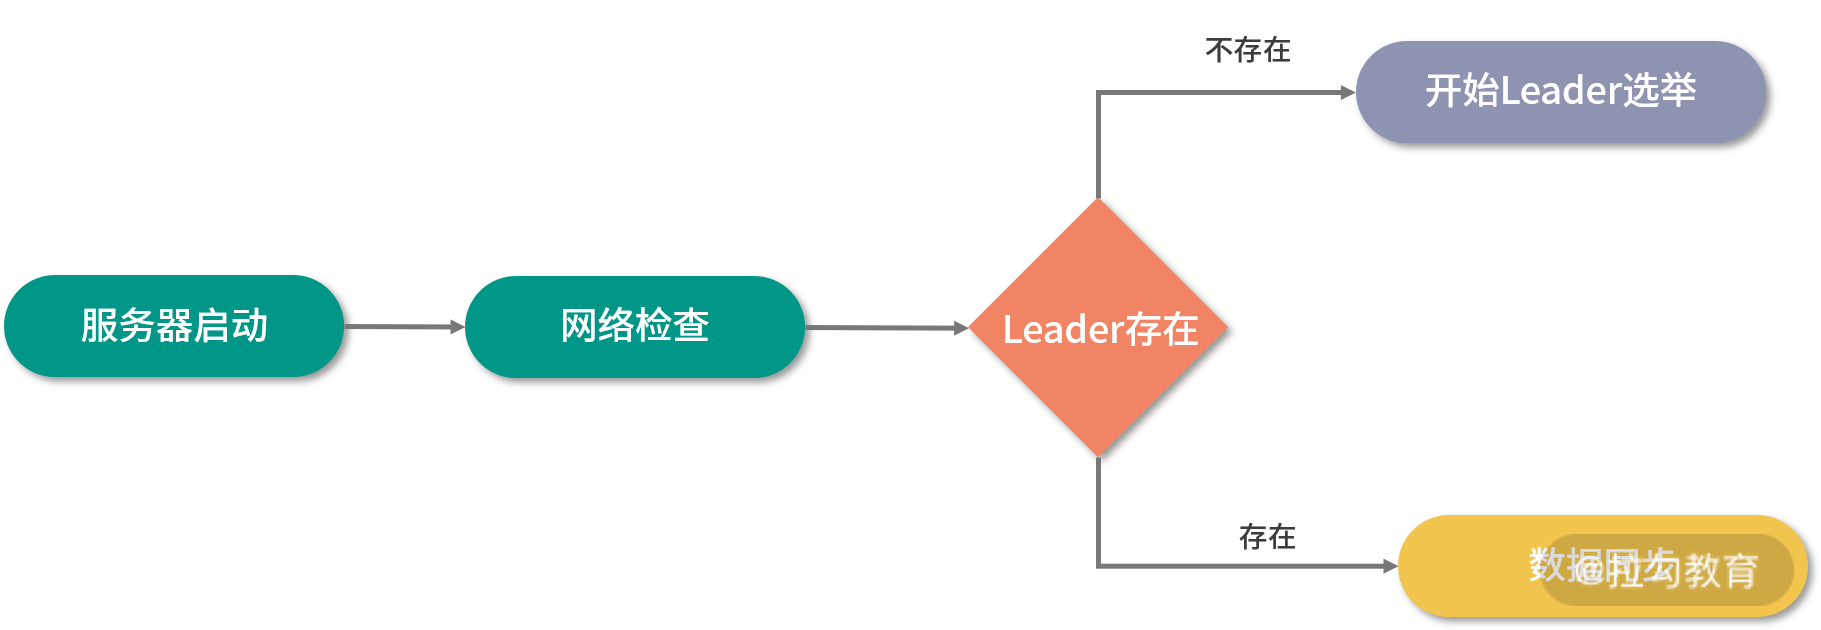 不存在
开始Leader选举
服务器启动
网络检查
Leader存在
存在
数据同步
@拉勾教育